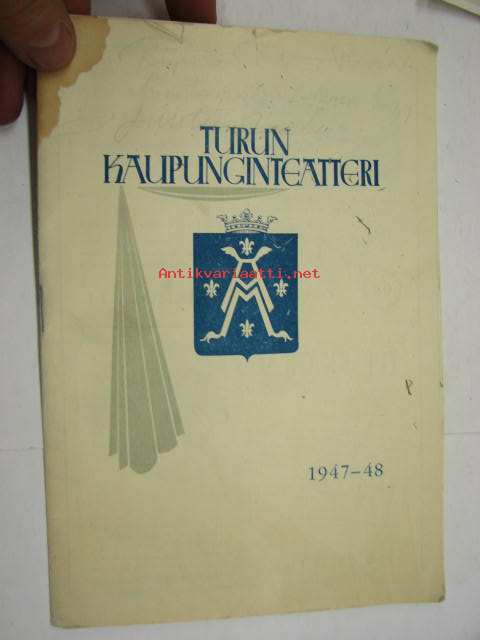 TURUN
KAUPUNGINTEATTERI
Antikvariaatti.net
1947-48